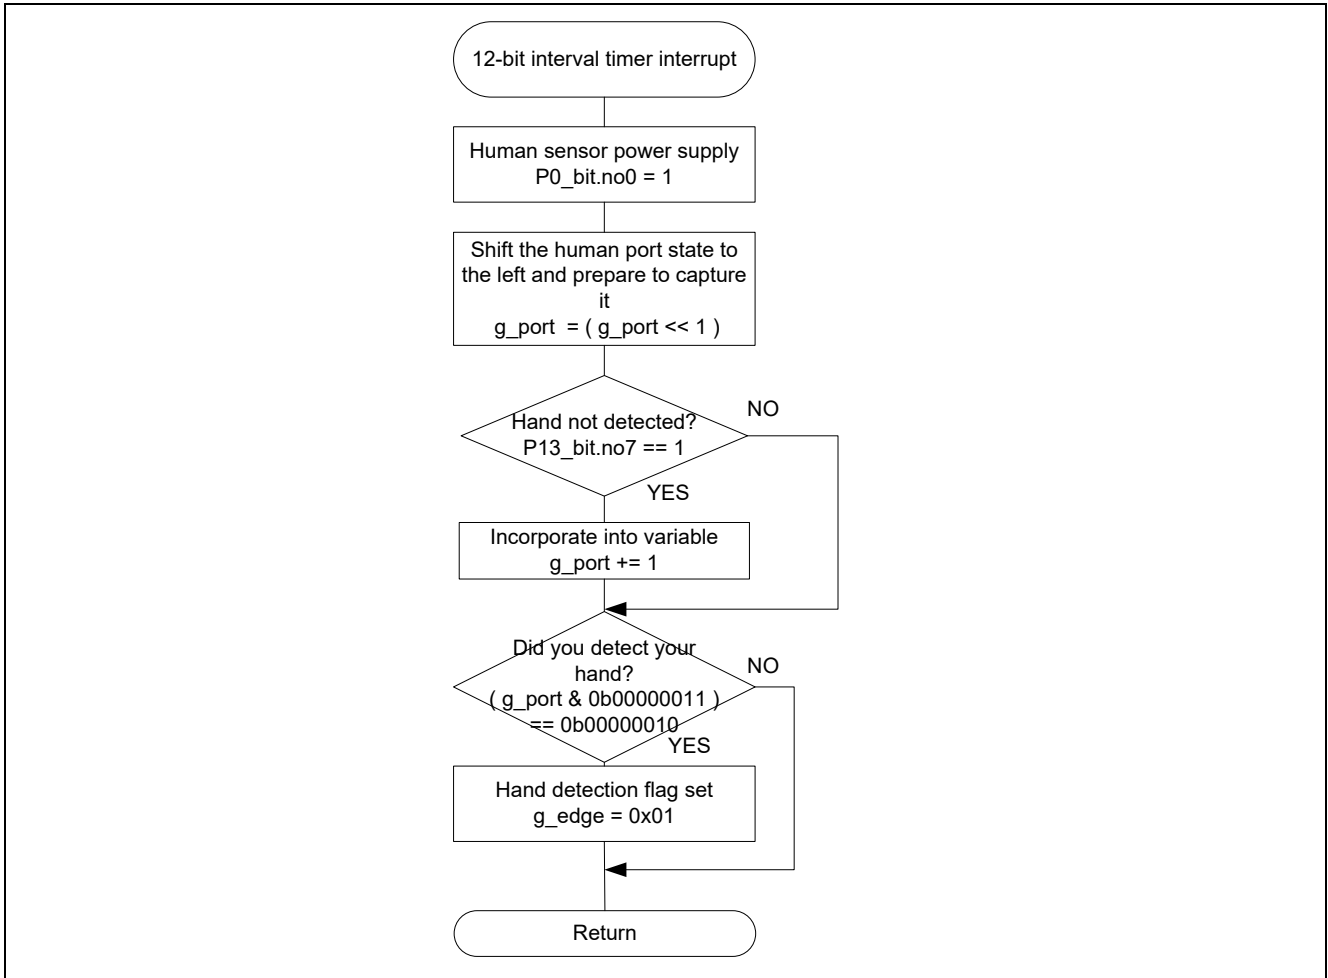 12-bit interval timer interrupt
Human sensor power supply
P0_bit.no0 = 1
Shift the human port state to
the left and prepare to capture
it
g_port = ( g_port << 1 )
Hand not detected?
P13_bit.no7 == 1
NO
YES
Incorporate into variable
g_port += 1
Did you detect your
hand?
( g_port & 0b00000011 )
== 0b00000010
NO
YES
Hand detection flag set
g_edge = 0x01
Return